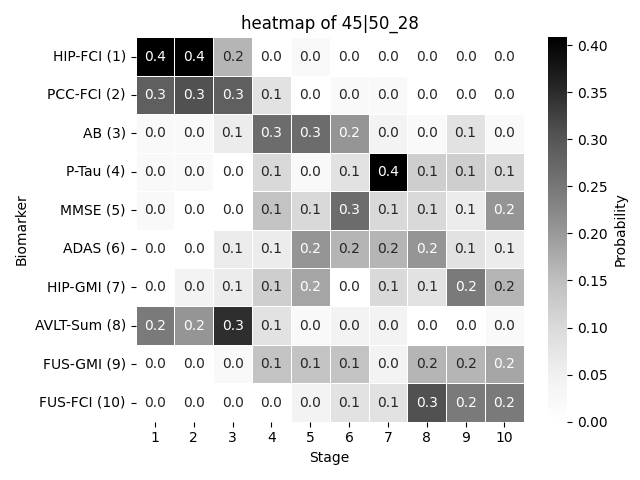 heatmap of 45|50_28
HIP-FCI (1) 0.4 0.4 0.2 0.0 0.0 0.0 0.0 0.0 0.0 0.0
PCC-FCI (2) 0.3 0.3 0.3 0.1 0.0 0.0 0.0 0.0 0.0 0.0
AB (3) 0.0 0.0 0.1 0.3 0.3 0.2 0.0 0.0 0.1 0.0
P-Tau (4) 0.0 0.0 0.0 0.1 0.0 0.1 0.4 0.1 0.1 0.1
MMSE (5) 0.0 0.0 0.0 0.1 0.1 0.3 0.1 0.1 0.1 0.2
ADAS (6) 0.0 0.0 0.1 0.1 0.2 0.2 0.2 0.2 0.1 0.1
HIP-GMI (7) 0.0 0.0 0.1 0.1 0.2 0.0 0.1 0.1 0.2 0.2
AVLT-Sum (8) 0.2 0.2 0.3 0.1 0.0 0.0 0.0 0.0 0.0 0.0
FUS-GMI (9) 0.0 0.0 0.0 0.1 0.1 0.1 0.0 0.2 0.2 0.2
FUS-FCI (10) 0.0 0.0 0.0 0.0 0.0 0.1 0.1 0.3 0.2 0.2
1 2 3 4 5 6 7 8 9 10
Stage
Biomarker
0.40
0.35
0.30
0.25
0.20
0.15
0.10
0.05
0.00
Probability